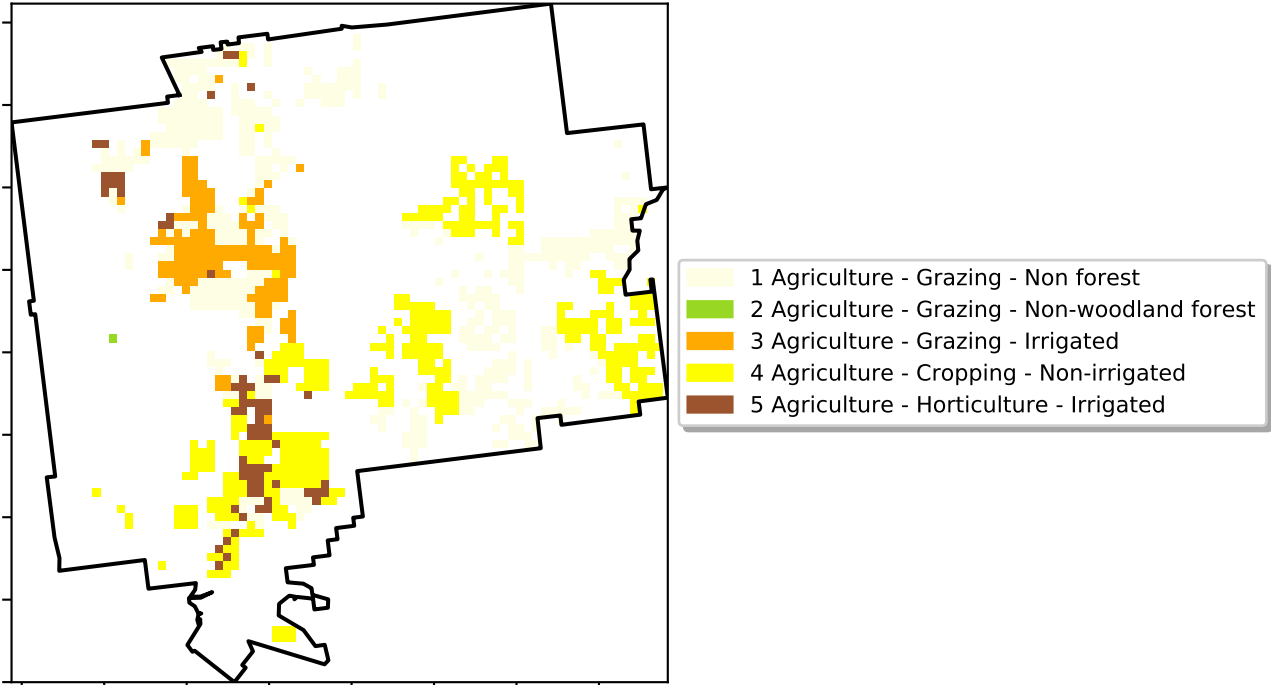 1 Agriculture - Grazing - Non forest
2 Agriculture - Grazing - Non-woodland forest
3 Agriculture - Grazing - Irrigated
4 Agriculture - Cropping - Non-irrigated
5 Agriculture - Horticulture - Irrigated